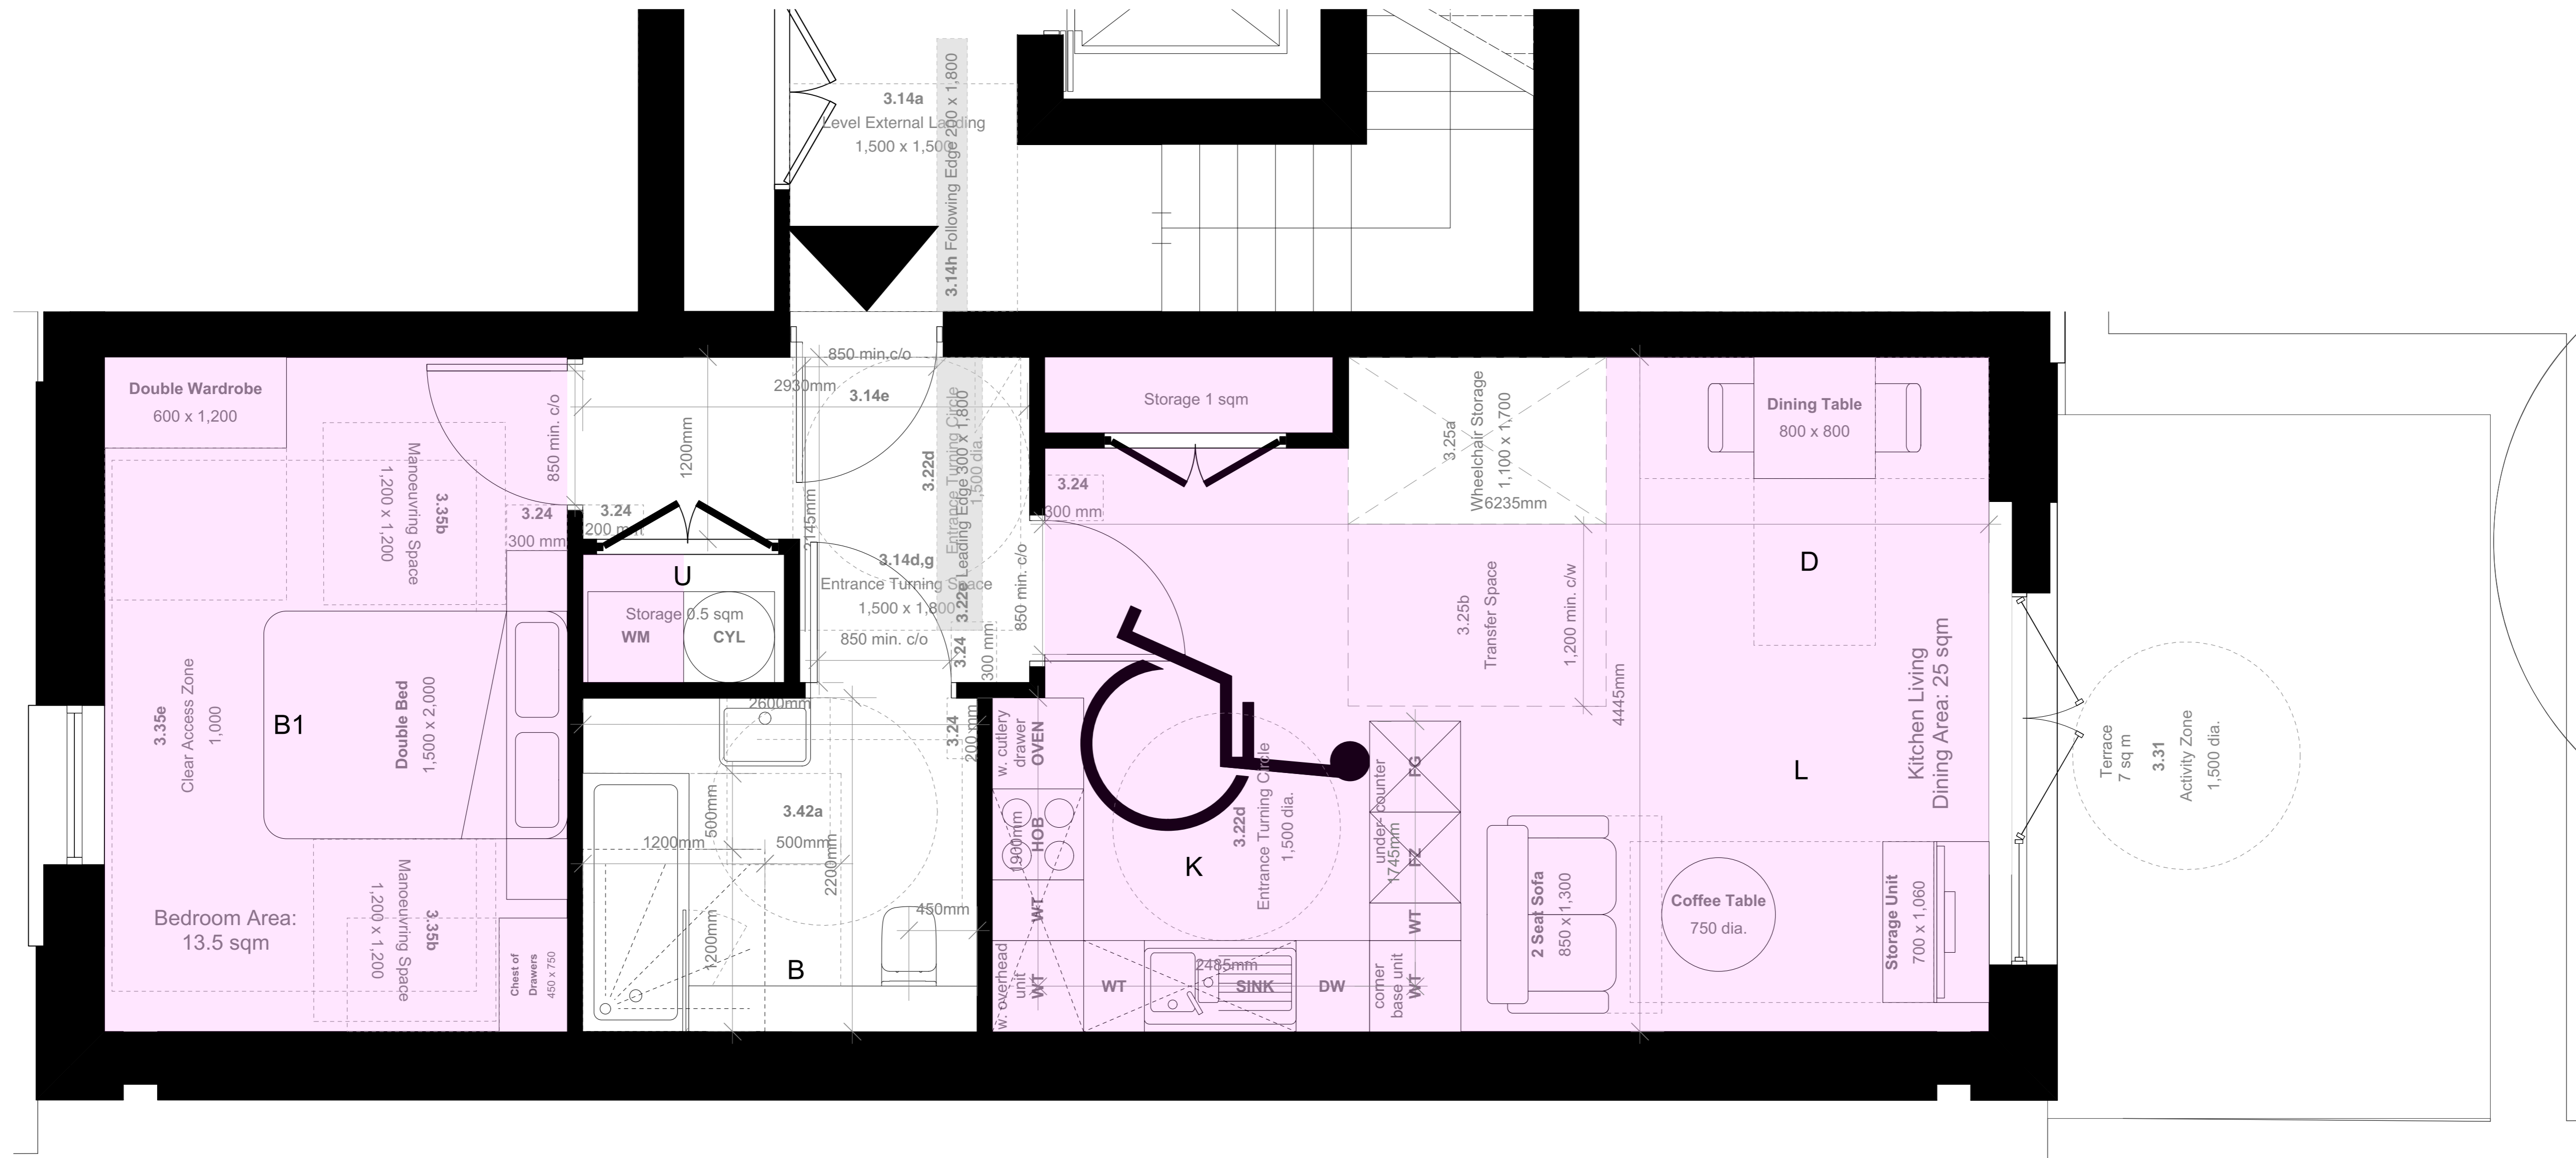 3.14a
Level External Landing
1,500 x 1,500
3.14h Following Edge 200 x 1,800
850 min.c/o
2930mm
3.14e
Double Wardrobe
600 x 1,200
850 min. c/o
1200mm
3.22d
Entrance Turning Circle
1,500 dia.
3.22e Leading Edge 300 x 1,800
2145mm
3.14d,g
Entrance Turning Space
1,500 x 1,800
850 min. c/o
850 min. c/o
3.24
300 mm
Manoeuvring Space
1,200 x 1,200
3.35b
3.24
300 mm
3.24
200 mm
U
Storage 0.5 sqm
WM
CYL
3.35e
Clear Access Zone
1,000
B1
Double Bed
1,500 x 2,000
Manoeuvring Space
1,200 x 1,200
3.35b
Bedroom Area:
13.5 sqm
Chest of
Drawers
450 x 750
2600mm
3.24
200 mm
3.42a
500mm
1200mm
500mm
2200mm
1200mm
450mm
B
Storage 1 sqm
3.24
300 mm
3.25a
Wheelchair Storage
1,100 x 1,700
6235mm
3.25b
Transfer Space
1,200 min. c/w
4445mm
Dining Table
800 x 800
D
Kitchen Living
Dining Area: 25 sqm
L
w. cutlery
drawer
OVEN
HOB
1900mm
WT
w. overhead
unit
WT
WT
2485mm
SINK
DW
K
3.22d
Entrance Turning Circle
1,500 dia.
under- counter
1745mm
FG
FZ
WT
corner
base unit
WT
2 Seat Sofa
850 x 1,300
Coffee Table
750 dia.
Storage Unit
700 x 1,060
Terrace
7 sq m
3.31
Activity Zone
1,500 dia.